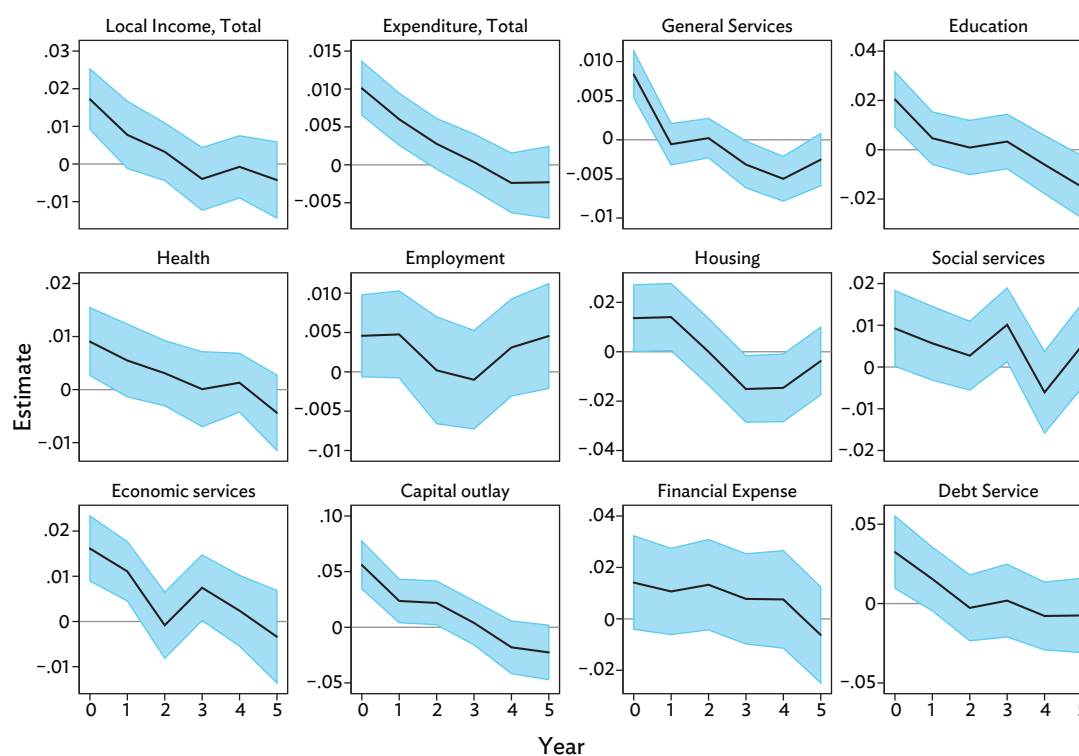 Local Income, Total
.03
.02
.01
0
–.01
Expenditure, Total
.015
.010
.005
0
–.005
General Services
.010
.005
0
–.005
–.01
Education
.04
.02
0
–.02
Health
.02
.01
0
–.01
Employment
.010
.005
0
–.005
–.01
Housing
.02
0
–.02
–.04
Social services
.02
.01
0
–.01
–.02
Estimate
Economic services
.02
.01
0
–.01
0 1 2 3 4 5
Capital outlay
.10
.05
0
–.05
0 1 2 3 4 5
Financial Expense
.04
.02
0
–.02
0 1 2 3 4 5
Debt Service
.05
0
–.05
0 1 2 3 4
Year